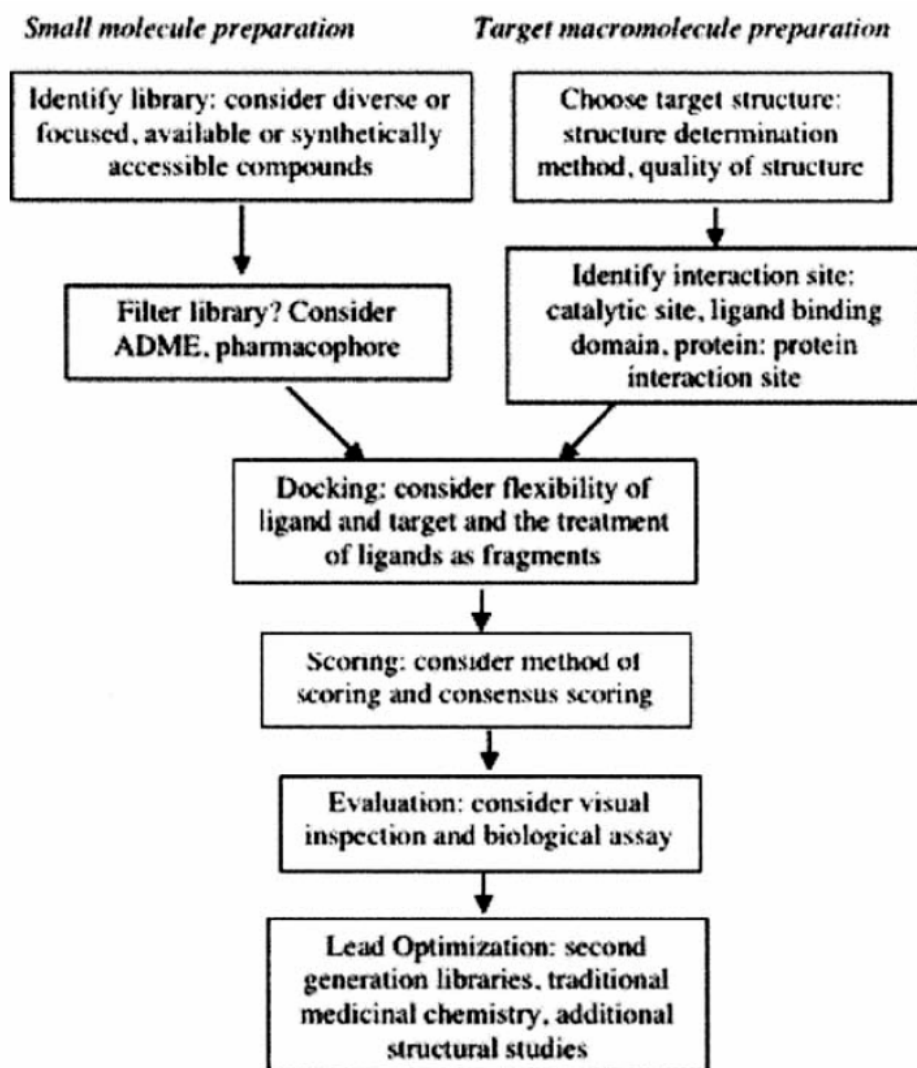 Small molecule preparation
Target macromolecule preparation
Identify library: consider diverse or
focused, available or synthetically
accessible compounds
Choose target structure:
structure determination
method, quality of structure
Filter library? Consider
ADME, pharmacophore
Identify interaction site:
catalytic site, ligand binding
domain, protein: protein
interaction site
Docking: consider flexibility of
ligand and target and the treatment
of ligands as fragments
Scoring: consider method of
scoring and consensus scoring
Evaluation: consider visual
inspection and biological assay
Lead Optimization: second
generation libraries, traditional
medicinal chemistry, additional
structural studies